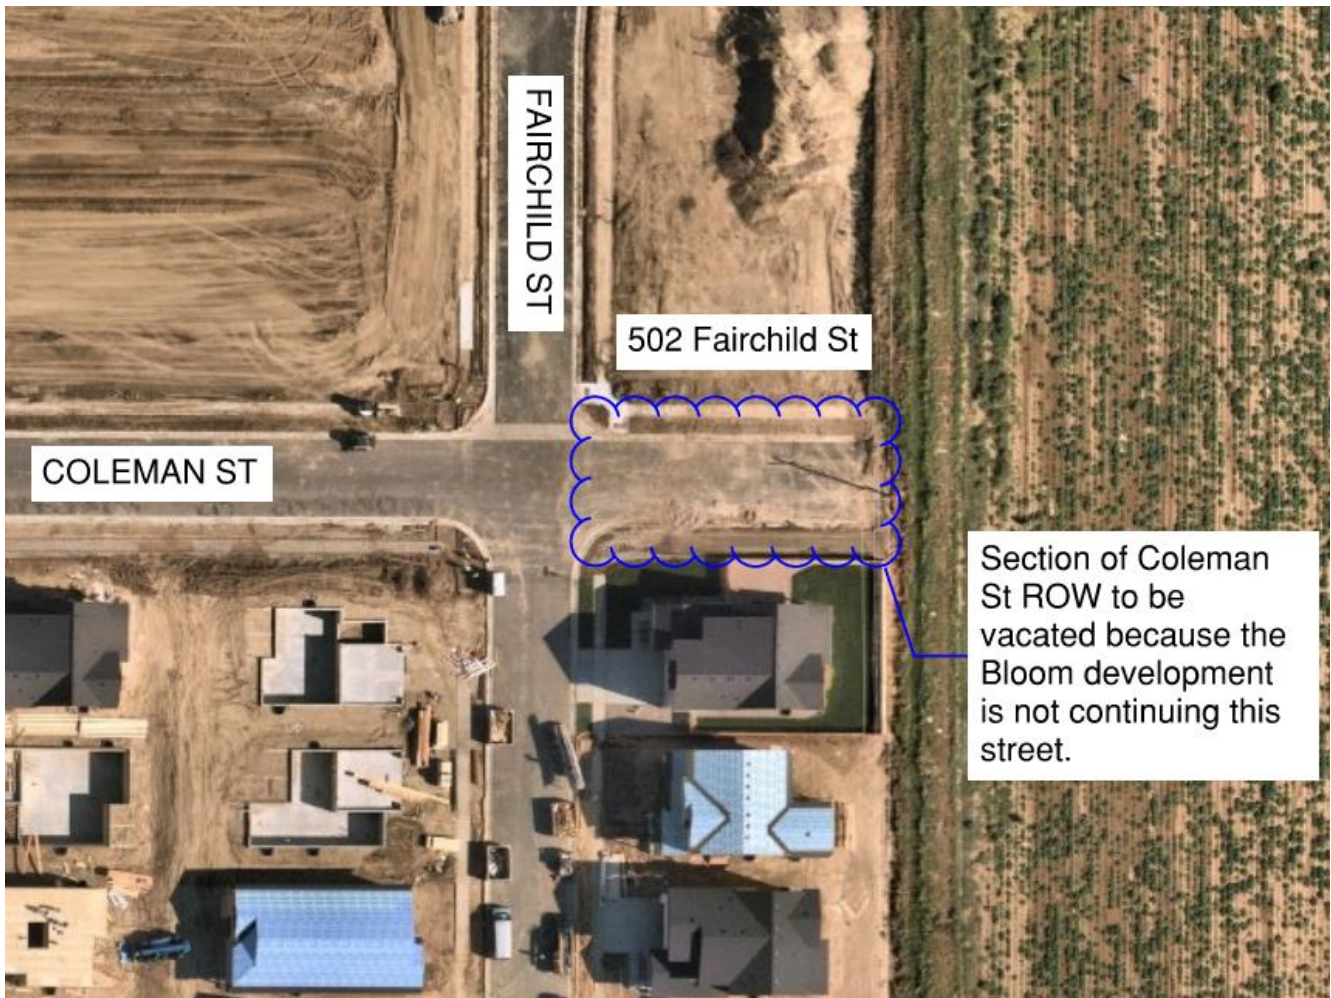 FAIRCHILD ST
502 Fairchild St
COLEMAN ST
Section of Coleman
St ROW to be
vacated because the
Bloom development
is not continuing this
street.